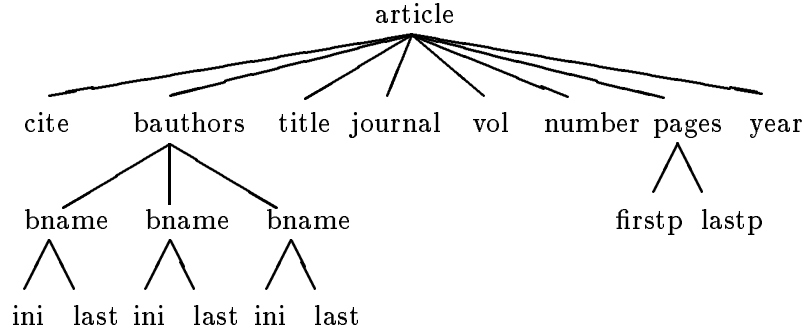 article
cite bauthors title journal vol number pages year
bname bname bname firstp lastp
ini last ini last ini last